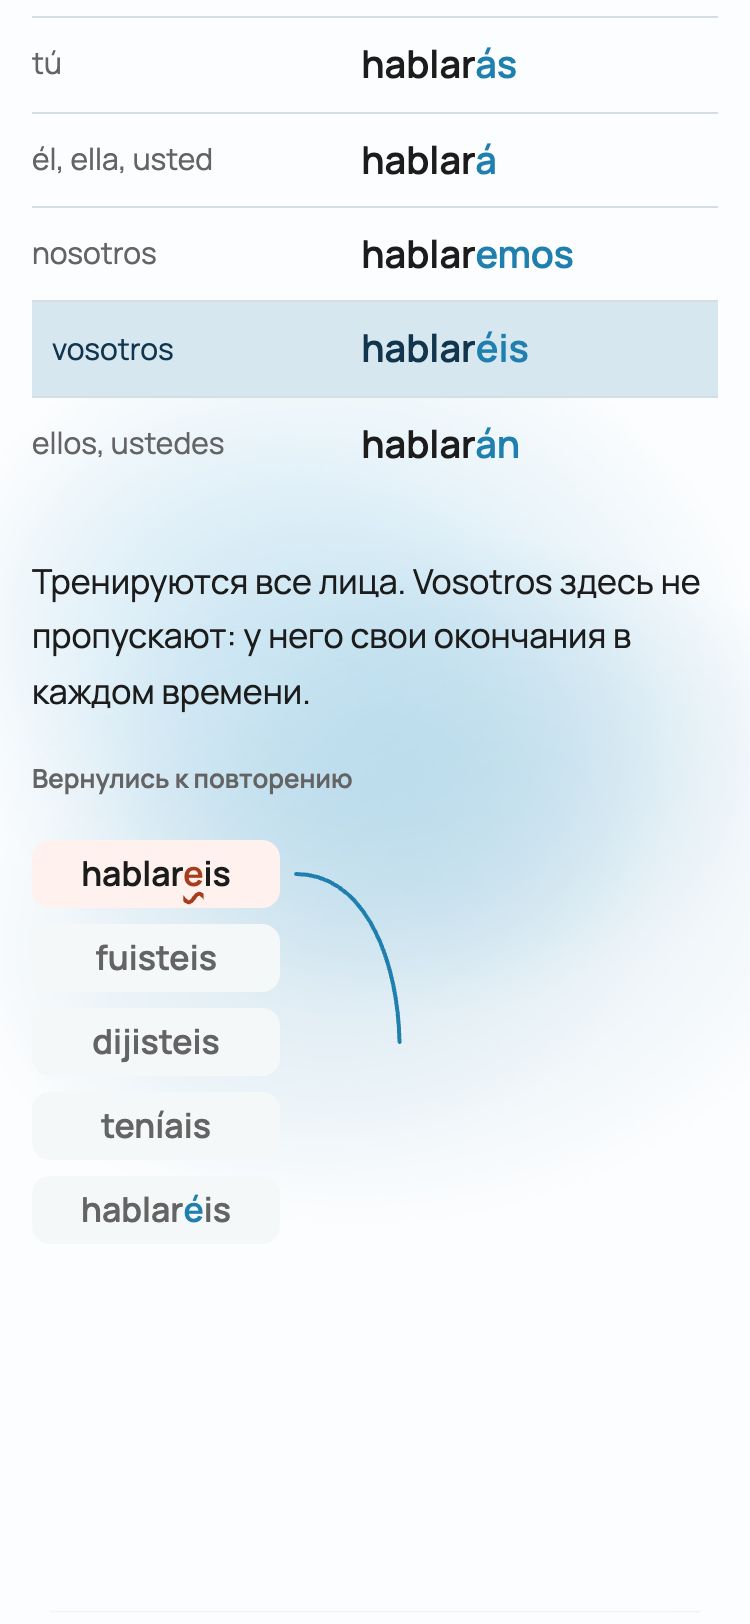 tú hablarás
él, ella, usted hablará
nosotros hablaremos
vosotros hablaréis
ellos, ustedes hablarán
Тренируются все лица. Vosotros здесь не
пропускают: у него свои окончания в
каждом времени.
Вернулись к повторению
hablareis
fuisteis
dijisteis
teníais
hablaréis